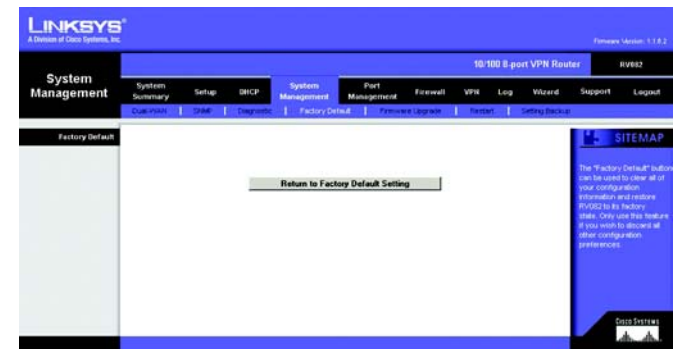 LINKSYS®
A Division of Cisco Systems, Inc.
Firmware Version: 1.1.8.2
10/100 8-port VPN Router
RV082
System Management
System Summary
Setup
DHCP
System Management
Port Management
Firewall
VPN
Log
Wizard
Support
Logout
Dual-WAN | SNMP | Diagnostic | Factory Default | Firmware Upgrade | Restart | Setting Backup
Factory Default
Return to Factory Default Setting
SITEMAP
The "Factory Default" button
can be used to clear all of
your configuration
information and restore
RV082 to its factory
state. Only use this feature
if you wish to discard all
other configuration
preferences.
CISCO SYSTEMS